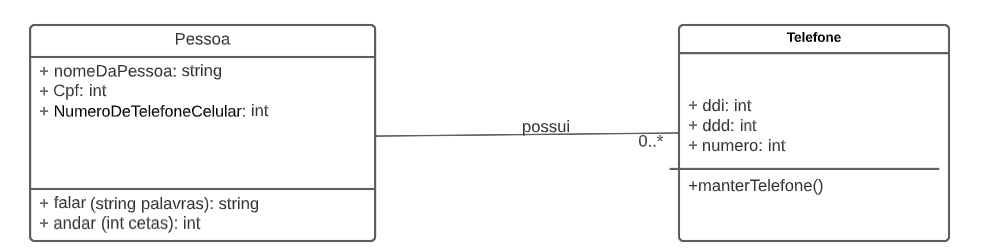 Pessoa
+ nomeDaPessoa: string
+ Cpf: int
+ NumeroDeTelefoneCelular: int
+ falar (string palavras): string
+ andar (int cetas): int
possui
0..*
Telefone
+ ddi: int
+ ddd: int
+ numero: int
+manterTelefone()